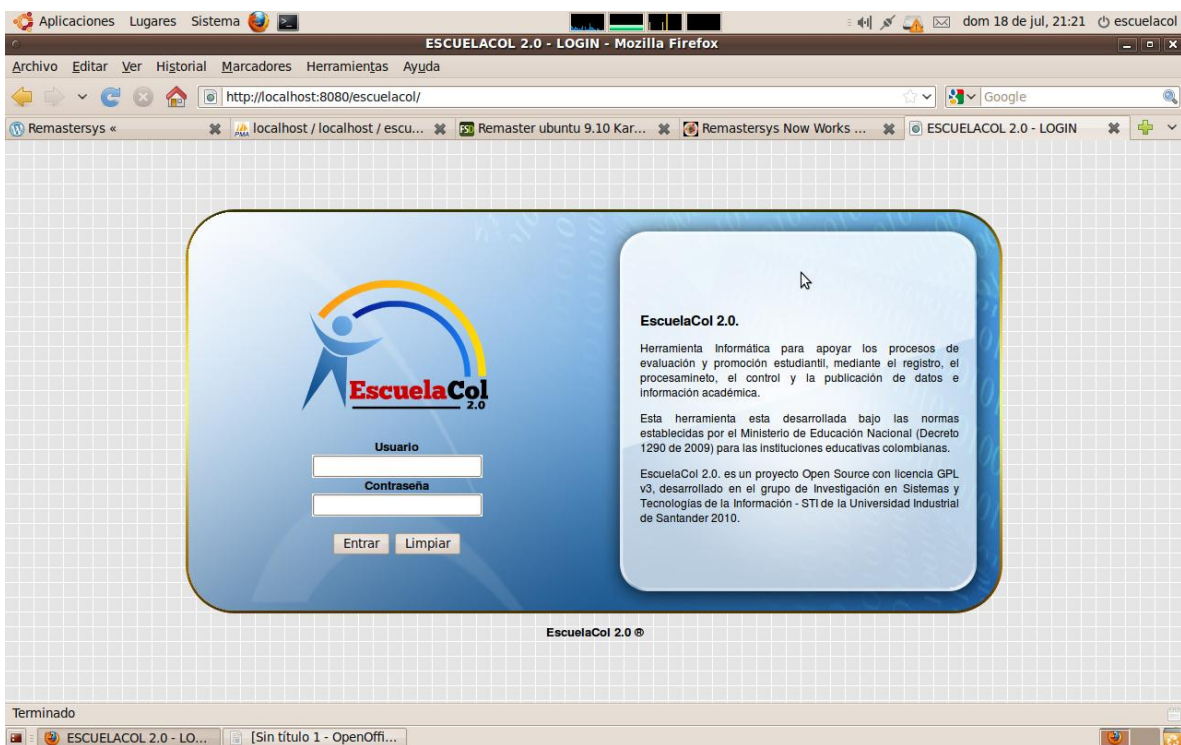 Aplicaciones Lugares Sistema
dom 18 de jul, 21:21 escuelacol
ESCUELACOL 2.0 - LOGIN - Mozilla Firefox
Archivo Editar Ver Historial Marcadores Herramientas Ayuda
http://localhost:8080/escuelacol/
Google
Remastersys «
localhost / localhost / escu...
Remaster ubuntu 9.10 Kar...
Remastersys Now Works ...
ESCUELACOL 2.0 - LOGIN
EscuelaCol
2.0
Usuario
Contraseña
Entrar Limpiar
EscuelaCol 2.0.
Herramienta Informática para apoyar los procesos de
evaluación y promoción estudiantil, mediante el registro, el
procesamineto, el control y la publicación de datos e
información académica.
Esta herramienta esta desarrollada bajo las normas
establecidas por el Ministerio de Educación Nacional (Decreto
1290 de 2009) para las instituciones educativas colombianas.
EscuelaCol 2.0. es un proyecto Open Source con licencia GPL
v3, desarrollado en el grupo de Investigación en Sistemas y
Tecnologías de la Información - STI de la Universidad Industrial
de Santander 2010.
EscuelaCol 2.0 ®
Terminado
ESCUELACOL 2.0 - LO...
[Sin título 1 - OpenOffi...